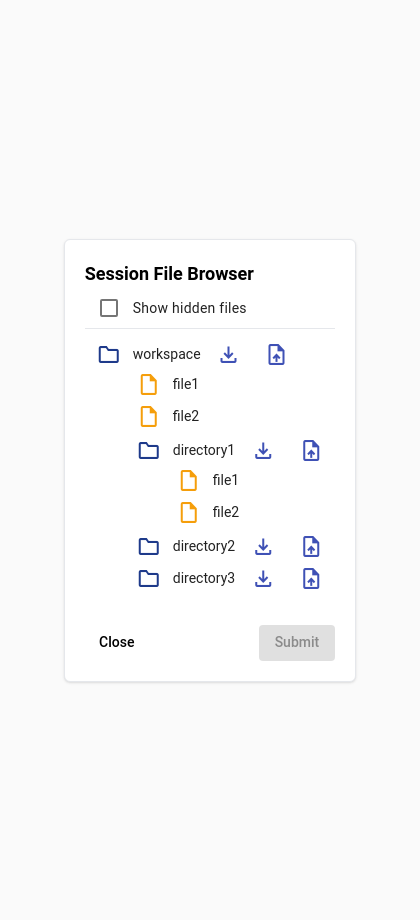 Session File Browser
Show hidden files
workspace
file1
file2
directory1
file1
file2
directory2
directory3
Close Submit